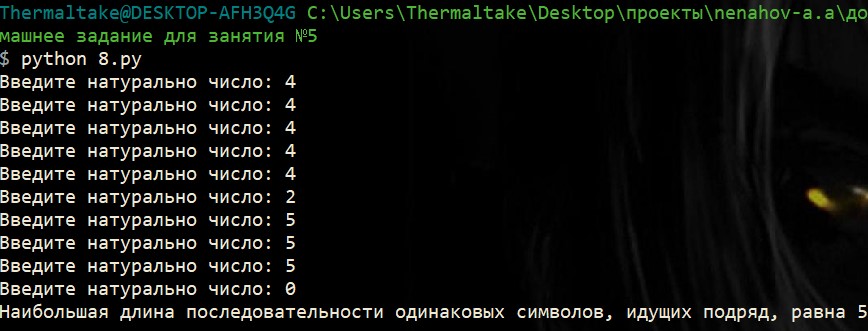 Thermaltake@DESKTOP-AFH3Q4G C:\Users\Thermaltake\Desktop\проекты\nenahov-a.a\до
машнее задание для занятия №5
$ python 8.py
Введите натурально число: 4
Введите натурально число: 4
Введите натурально число: 4
Введите натурально число: 4
Введите натурально число: 4
Введите натурально число: 2
Введите натурально число: 5
Введите натурально число: 5
Введите натурально число: 5
Введите натурально число: 0
Наибольшая длина последовательности одинаковых символов, идущих подряд, равна 5